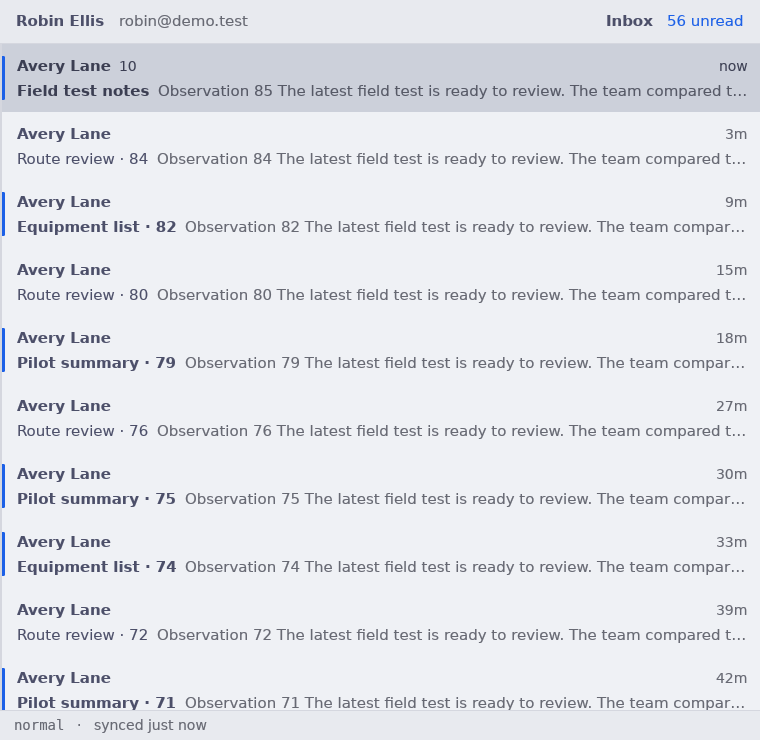 Robin Ellis robin@demo.test Inbox 56 unread
Avery Lane 10 now
Field test notes Observation 85 The latest field test is ready to review. The team compared t…
Avery Lane 3m
Route review · 84 Observation 84 The latest field test is ready to review. The team compared t…
Avery Lane 9m
Equipment list · 82 Observation 82 The latest field test is ready to review. The team compar…
Avery Lane 15m
Route review · 80 Observation 80 The latest field test is ready to review. The team compared t…
Avery Lane 18m
Pilot summary · 79 Observation 79 The latest field test is ready to review. The team compar…
Avery Lane 27m
Route review · 76 Observation 76 The latest field test is ready to review. The team compared t…
Avery Lane 30m
Pilot summary · 75 Observation 75 The latest field test is ready to review. The team compar…
Avery Lane 33m
Equipment list · 74 Observation 74 The latest field test is ready to review. The team compar…
Avery Lane 39m
Route review · 72 Observation 72 The latest field test is ready to review. The team compared t…
Avery Lane 42m
Pilot summary · 71 Observation 71 The latest field test is ready to review. The team compar…
normal · synced just now